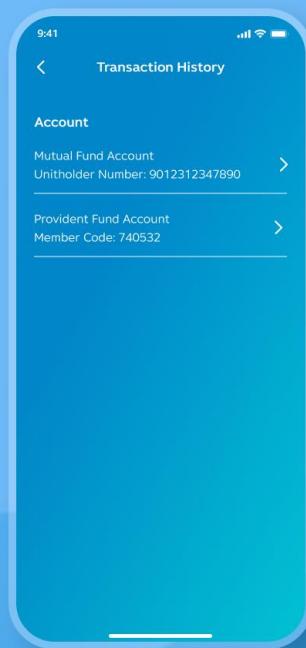 9:41
Transaction History
Account
Mutual Fund Account
Unitholder Number: 9012312347890
Provident Fund Account
Member Code: 740532